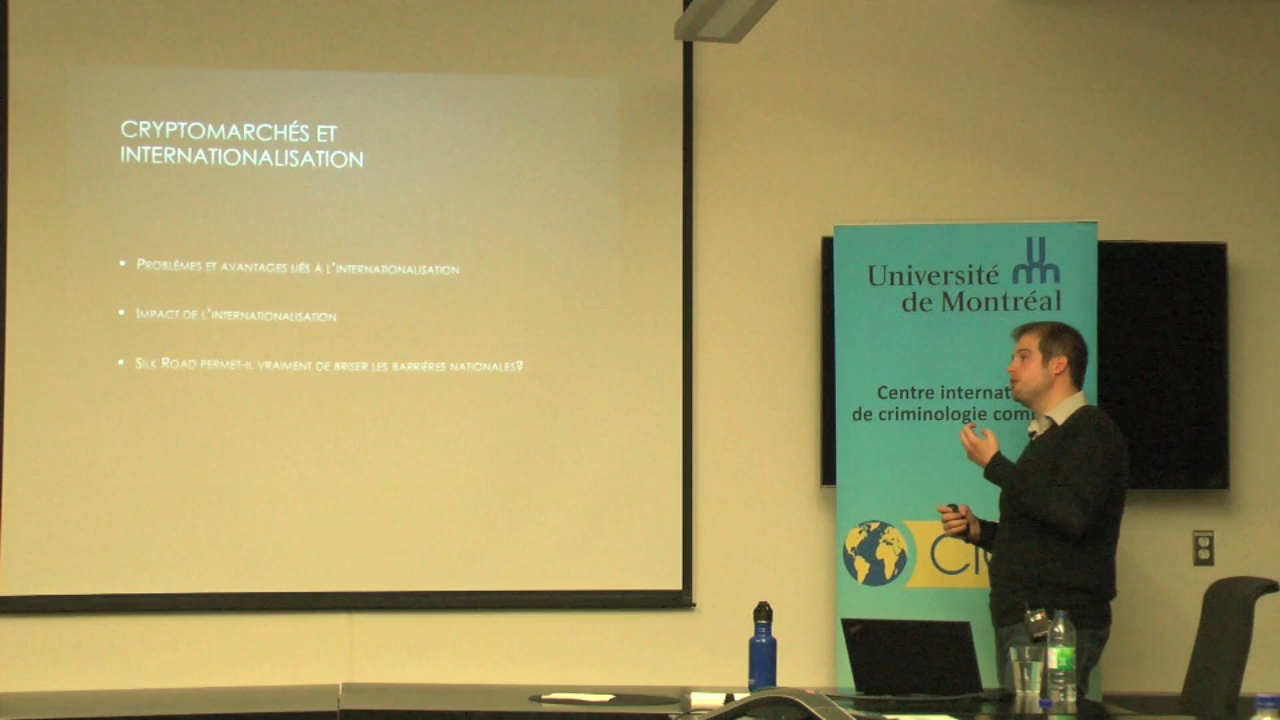 CRYPTOMARCHÉS ET
INTERNATIONALISATION
• PROBLÈMES ET AVANTAGES LIÉS À L'INTERNATIONALISATION
• IMPACT DE L'INTERNATIONALISATION
• SILK ROAD PERMET-IL VRAIMENT DE BRISER LES BARRIÈRES NATIONALES?
Université
de Montréal
Centre internat
de criminologie com
CI